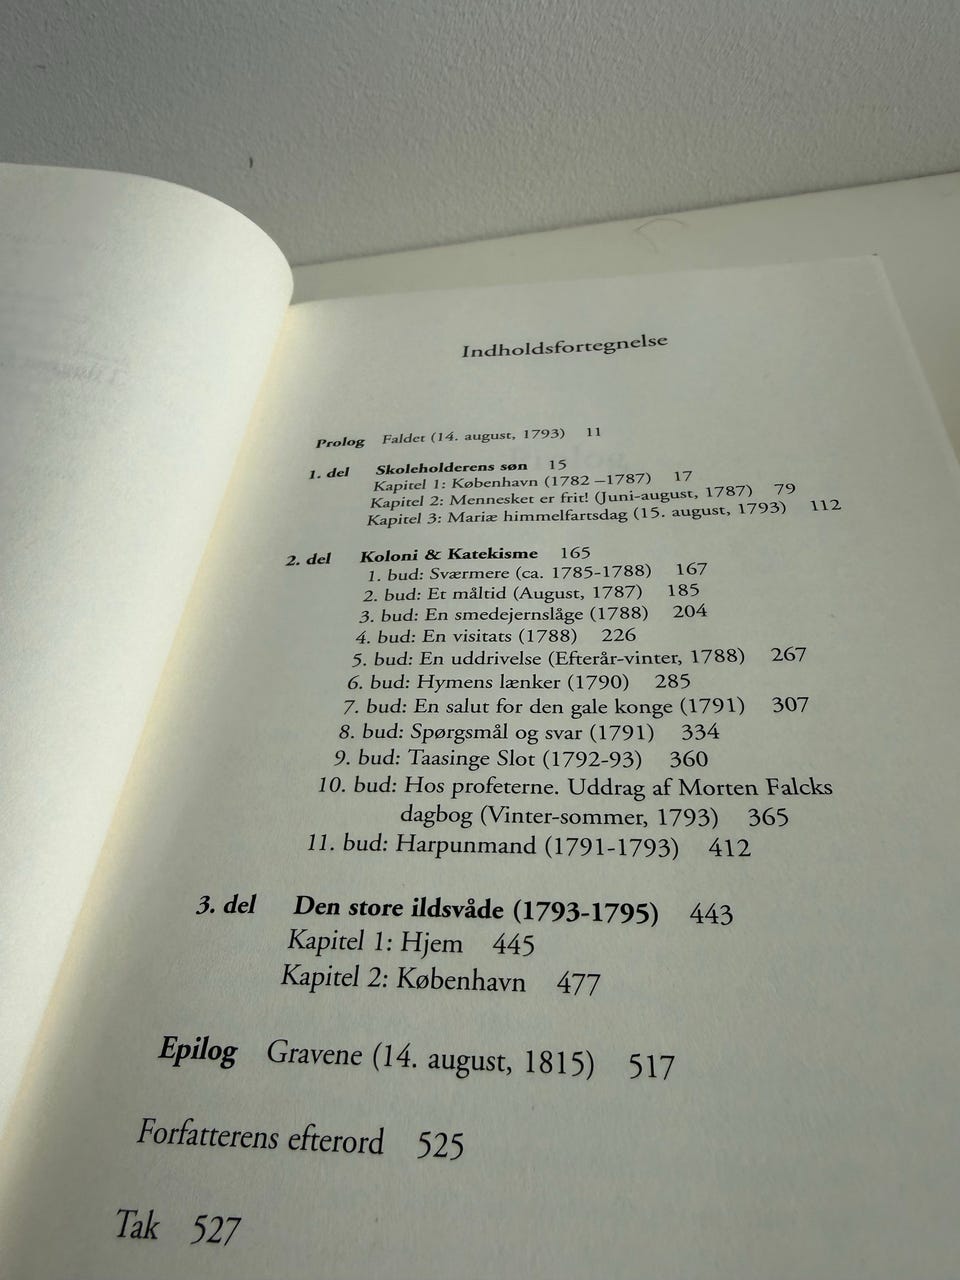 Indholdsfortegnelse
Prolog Faldet (14. august, 1793) 11
1. del Skoleholderens søn 15
Kapitel 1: København (1782–1787) 17
Kapitel 2: Mennesket er frit! (Juni-august, 1787) 79
Kapitel 3: Mariæ himmelfartsdag (15. august, 1793) 112
2. del Koloni & Katekisme 165
1. bud: Sværmere (ca. 1785-1788) 167
2. bud: Et måltid (August, 1787) 185
3. bud: En smedejernslåge (1788) 204
4. bud: En visitats (1788) 226
5. bud: En uddrivelse (Efterår-vinter, 1788) 267
6. bud: Hymens lænker (1790) 285
7. bud: En salut for den gale konge (1791) 307
8. bud: Spørgsmål og svar (1791) 334
9. bud: Taasinge Slot (1792-93) 360
10. bud: Hos profeterne. Uddrag af Morten Falcks
dagbog (Vinter-sommer, 1793) 365
11. bud: Harpunmand (1791-1793) 412
3. del Den store ildsvåde (1793-1795) 443
Kapitel 1: Hjem 445
Kapitel 2: København 477
Epilog Gravene (14. august, 1815) 517
Forfatterens efterord 525
Tak 527